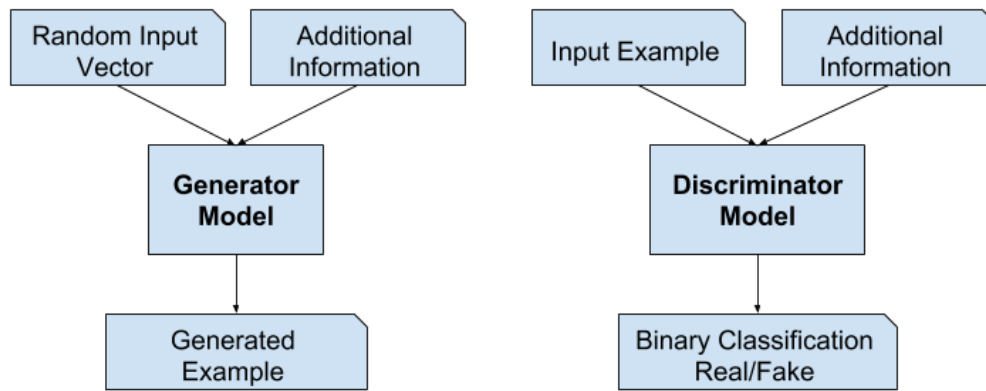 Random Input
Vector
Additional
Information
Input Example
Additional
Information
Generator
Model
Discriminator
Model
Generated
Example
Binary Classification
Real/Fake